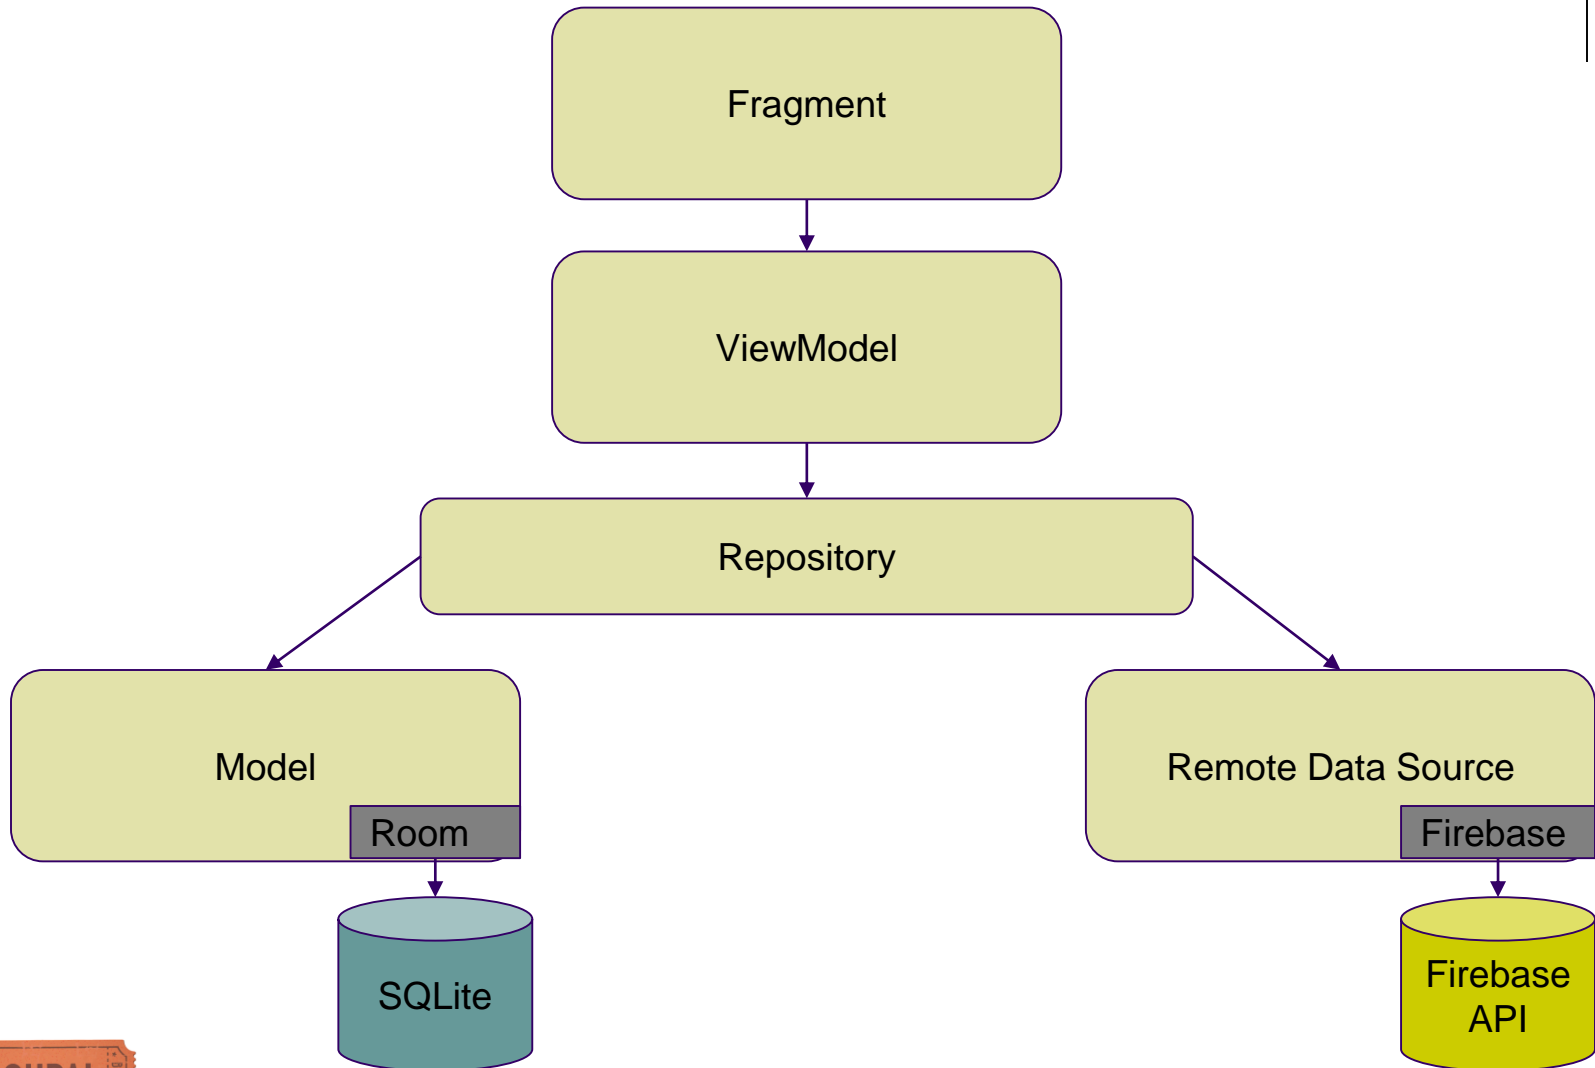 Fragment
ViewModel
Repository
Model
Room
Remote Data Source
Firebase
SQLite
Firebase
API